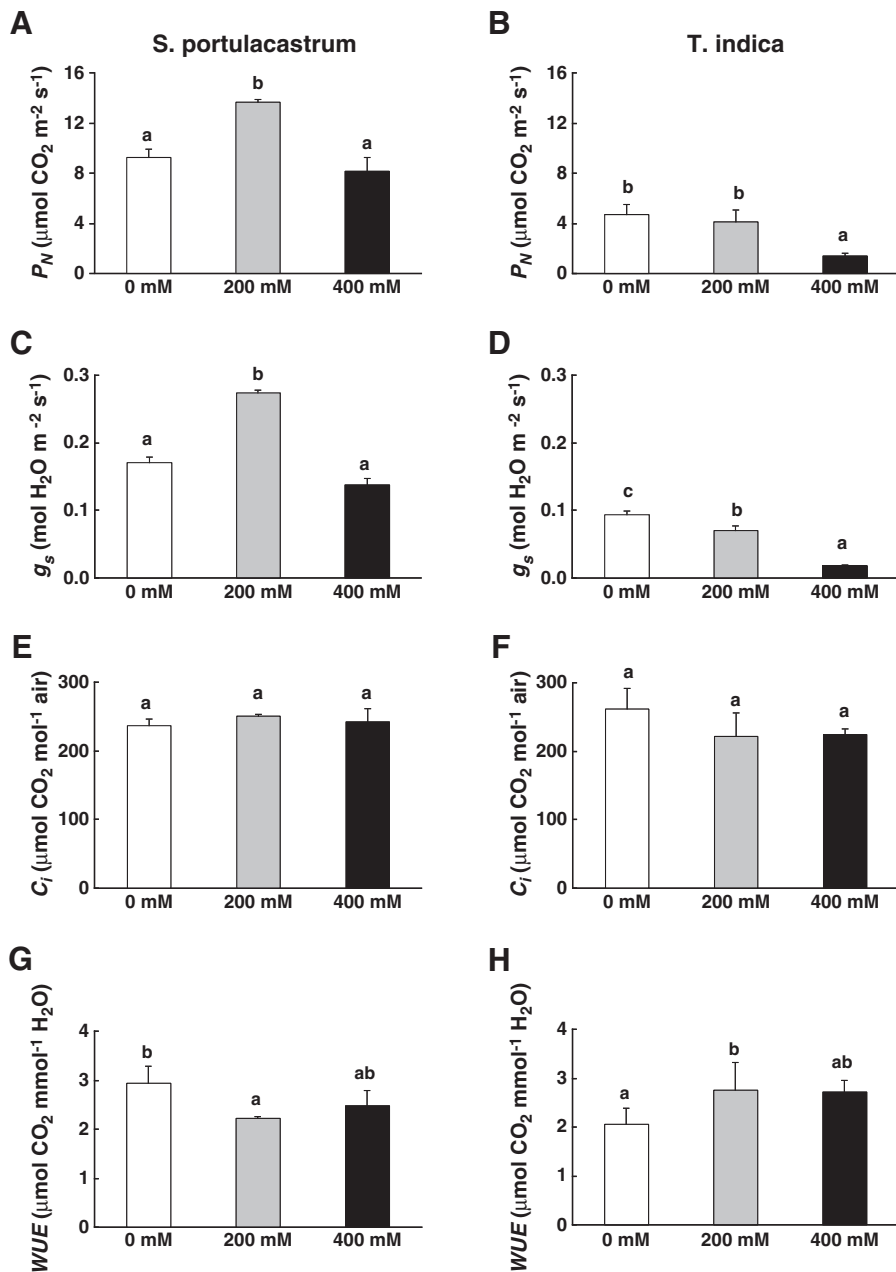 A
S. portulacastrum
B
T. indica
P_N (μmol CO2 m-2 s-1)
16
12
8
4
0
a
b
a
0 mM
200 mM
400 mM
P_N (μmol CO2 m-2 s-1)
16
12
8
4
0
b
b
a
0 mM
200 mM
400 mM
C
g_s (mol H2O m -2 s-1)
0.3
0.2
0.1
0.0
a
b
a
0 mM
200 mM
400 mM
D
g_s (mol H2O m -2 s-1)
0.3
0.2
0.1
0.0
c
b
a
0 mM
200 mM
400 mM
E
C_i (μmol CO2 mol-1 air)
300
200
100
0
a
a
a
0 mM
200 mM
400 mM
F
C_i (μmol CO2 mol-1 air)
300
200
100
0
a
a
a
0 mM
200 mM
400 mM
G
WUE (μmol CO2 mmol-1 H2O)
4
3
2
1
0
b
a
ab
0 mM
200 mM
400 mM
H
WUE (μmol CO2 mmol-1 H2O)
4
3
2
1
0
a
b
ab
0 mM
200 mM
400 mM